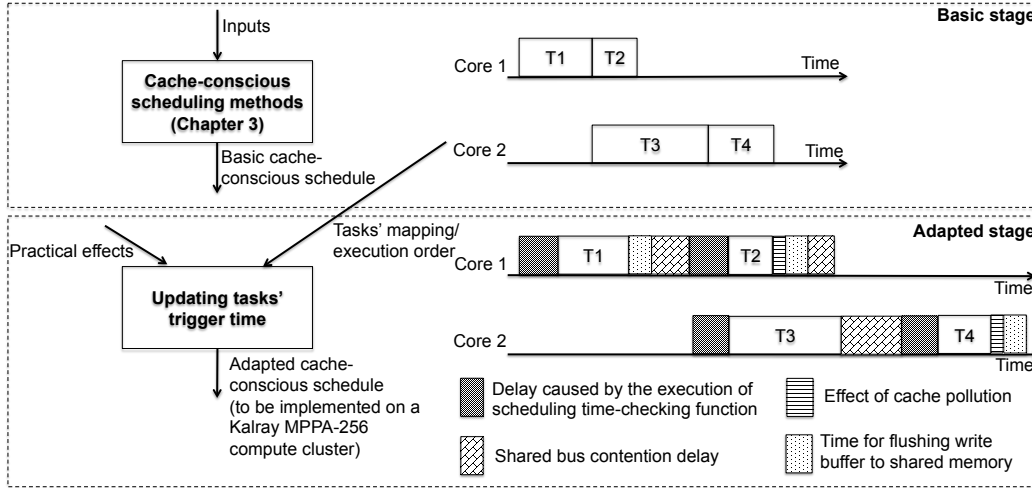 Basic stage
Inputs
Cache-conscious
scheduling methods
(Chapter 3)
Basic cache-
conscious schedule
Core 1
T1
T2
Time
Core 2
T3
T4
Time
Adapted stage
Practical effects
Tasks' mapping/
execution order
Updating tasks'
trigger time
Adapted cache-
conscious schedule
(to be implemented on a
Kalray MPPA-256
compute cluster)
Core 1
T1
T2
Time
Core 2
T3
T4
Time
Delay caused by the execution of
scheduling time-checking function
Effect of cache pollution
Shared bus contention delay
Time for flushing write
buffer to shared memory